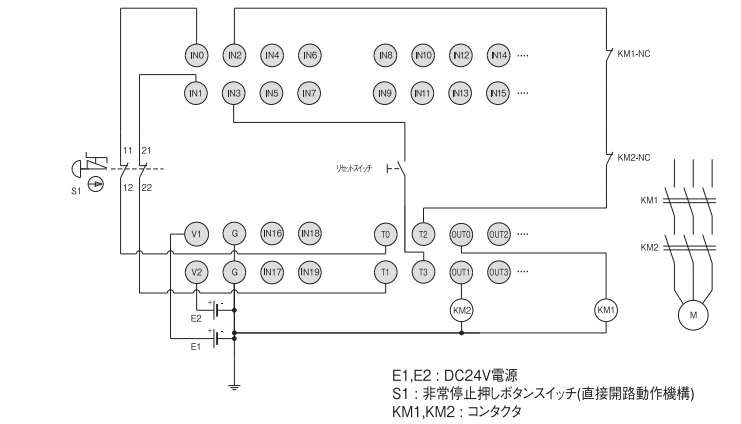 IN0 IN2 IN4 IN6 IN8 IN10 IN12 IN14 ····
KM1-NC
IN1 IN3 IN5 IN7 IN9 IN11 IN13 IN15 ····
11 21
リセットスイッチ
KM2-NC
S1
12 22
KM1
V1 G IN16 IN18 T0 T2 OUT0 OUT2 ····
KM2
V2 G IN17 IN19 T1 T3 OUT1 OUT3 ····
+ -
E2
KM2
KM1
M
+ -
E1
E1,E2 : DC24V電源
S1 : 非常停止押しボタンスイッチ(直接開路動作機構)
KM1,KM2 : コンタクタ